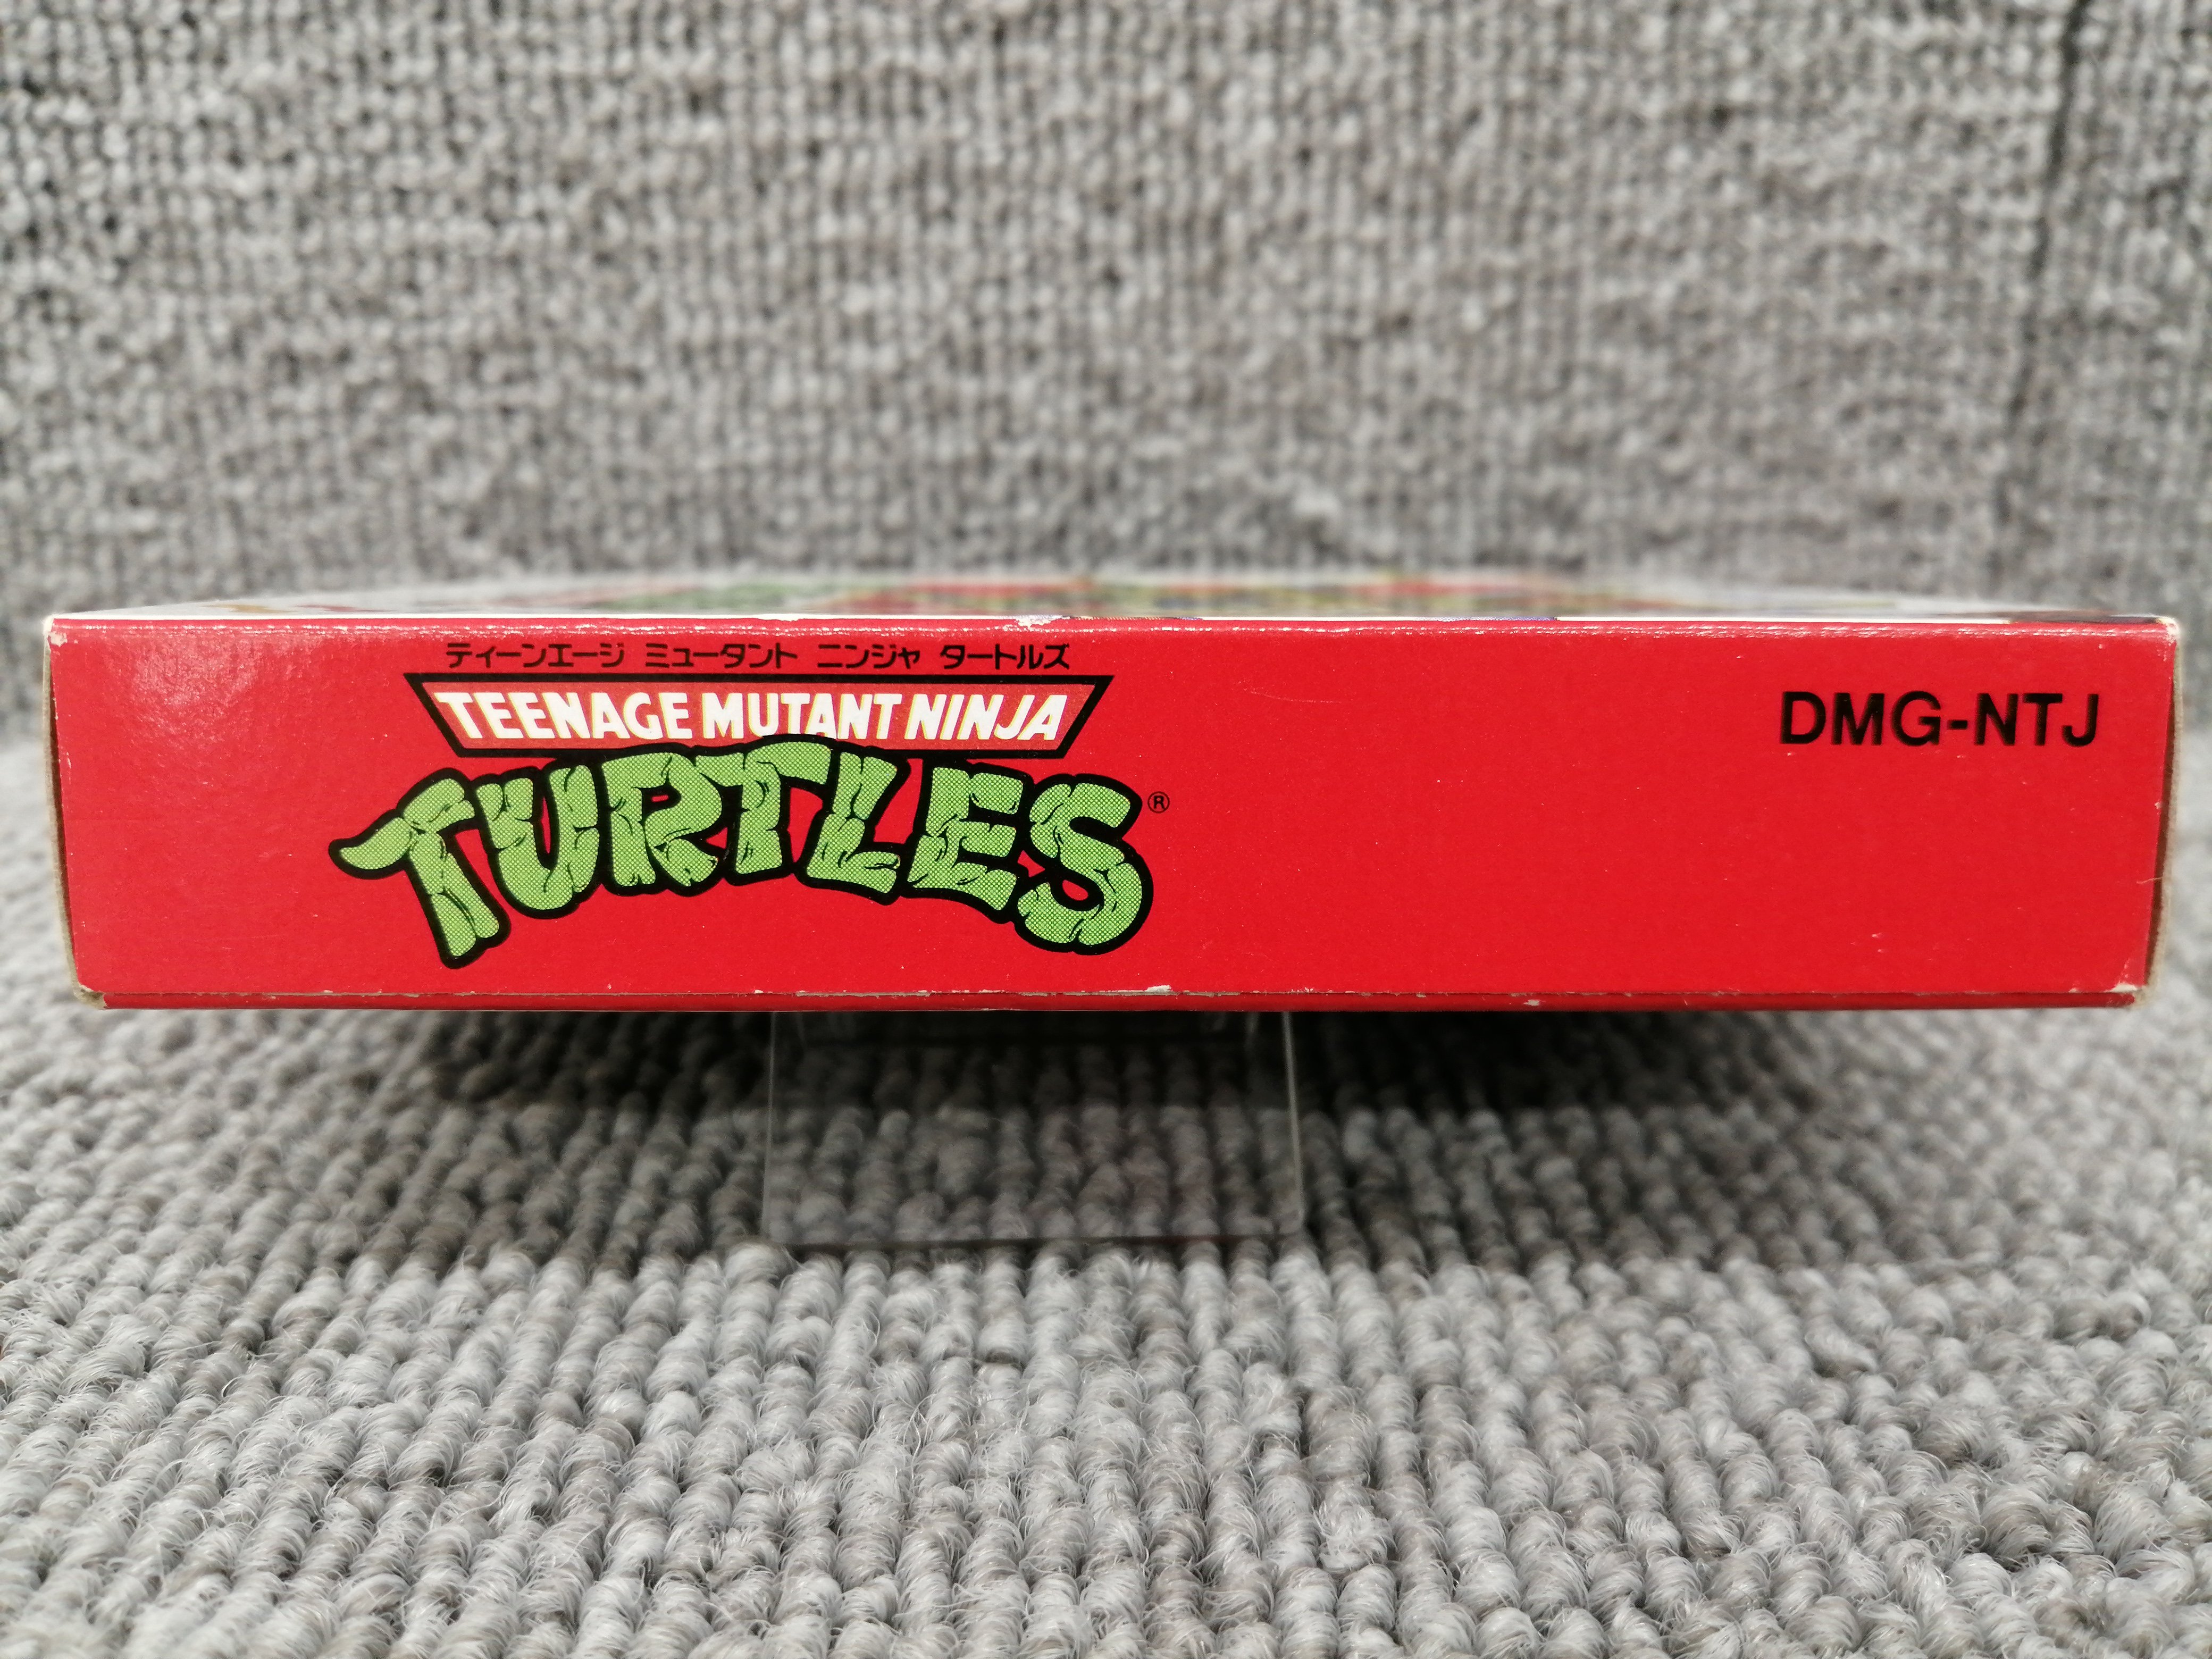 ティーンエージ ミュータント ニンジャ タートルズ
TEENAGE MUTANT NINJA
TURTLES®
DMG-NTJ